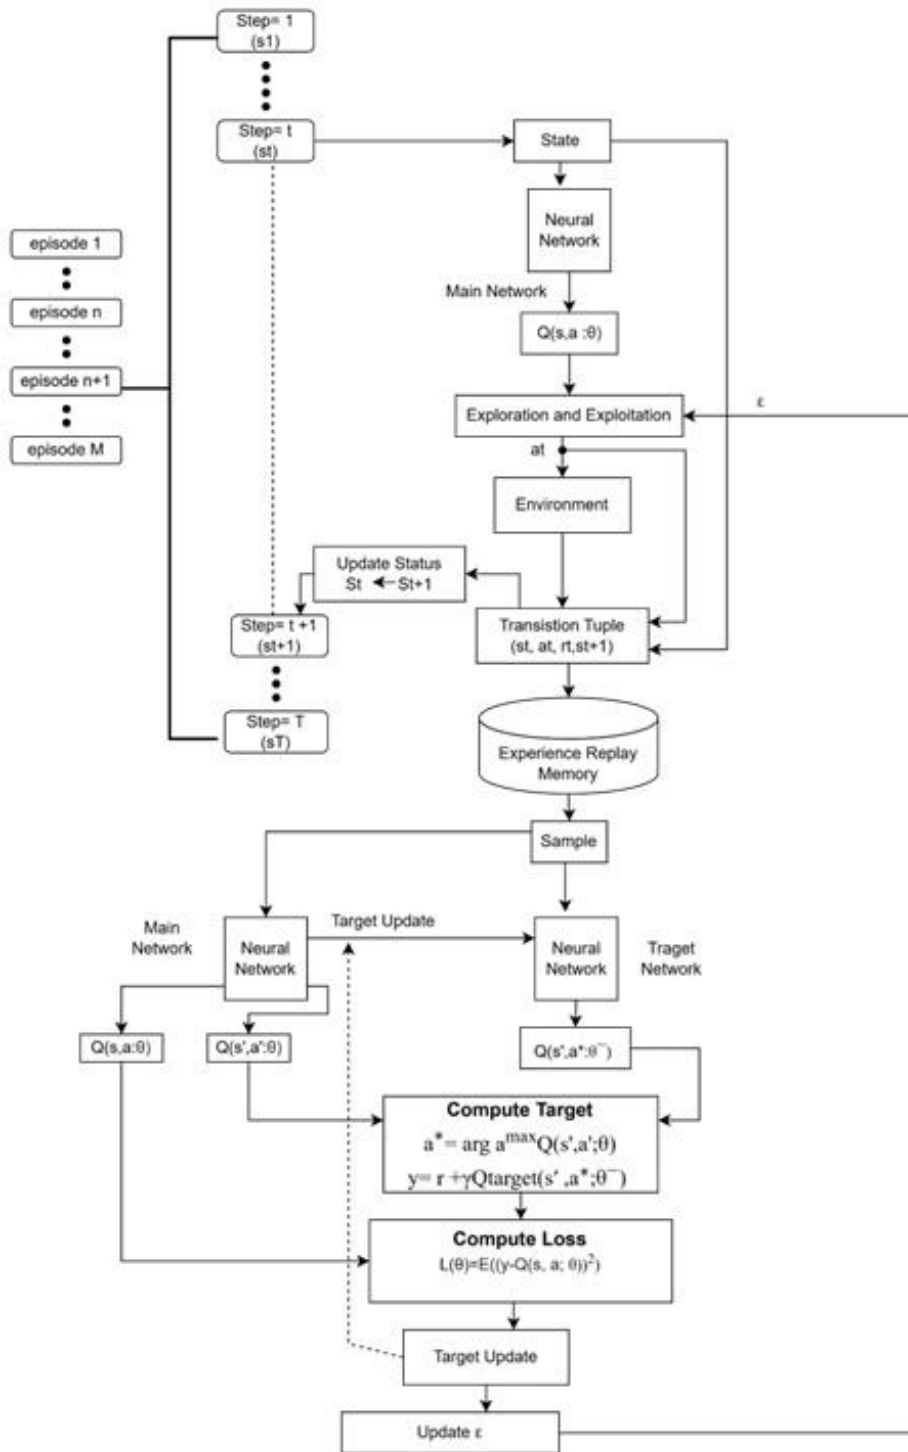 Step= 1
(s1)
Step= t
(st)
State
Neural
Network
episode 1
Main Network
episode n
Q(s,a :θ)
episode n+1
ε
Exploration and Exploitation
episode M
at
Environment
Update Status
St ← St+1
Step= t +1
(st+1)
Transistion Tuple
(st, at, rt,st+1)
Step= T
(sT)
Experience Replay
Memory
Sample
Main
Network
Neural
Network
Target Update
Neural
Network
Traget
Network
Q(s,a:θ)
Q(s',a':θ)
Q(s',a*:θ¯)
Compute Target
a*= arg a^max Q(s',a';θ)
y= r +γQtarget(s' ,a*;θ¯)
Compute Loss
L(θ)=E((y-Q(s, a; θ))²)
Target Update
Update ε